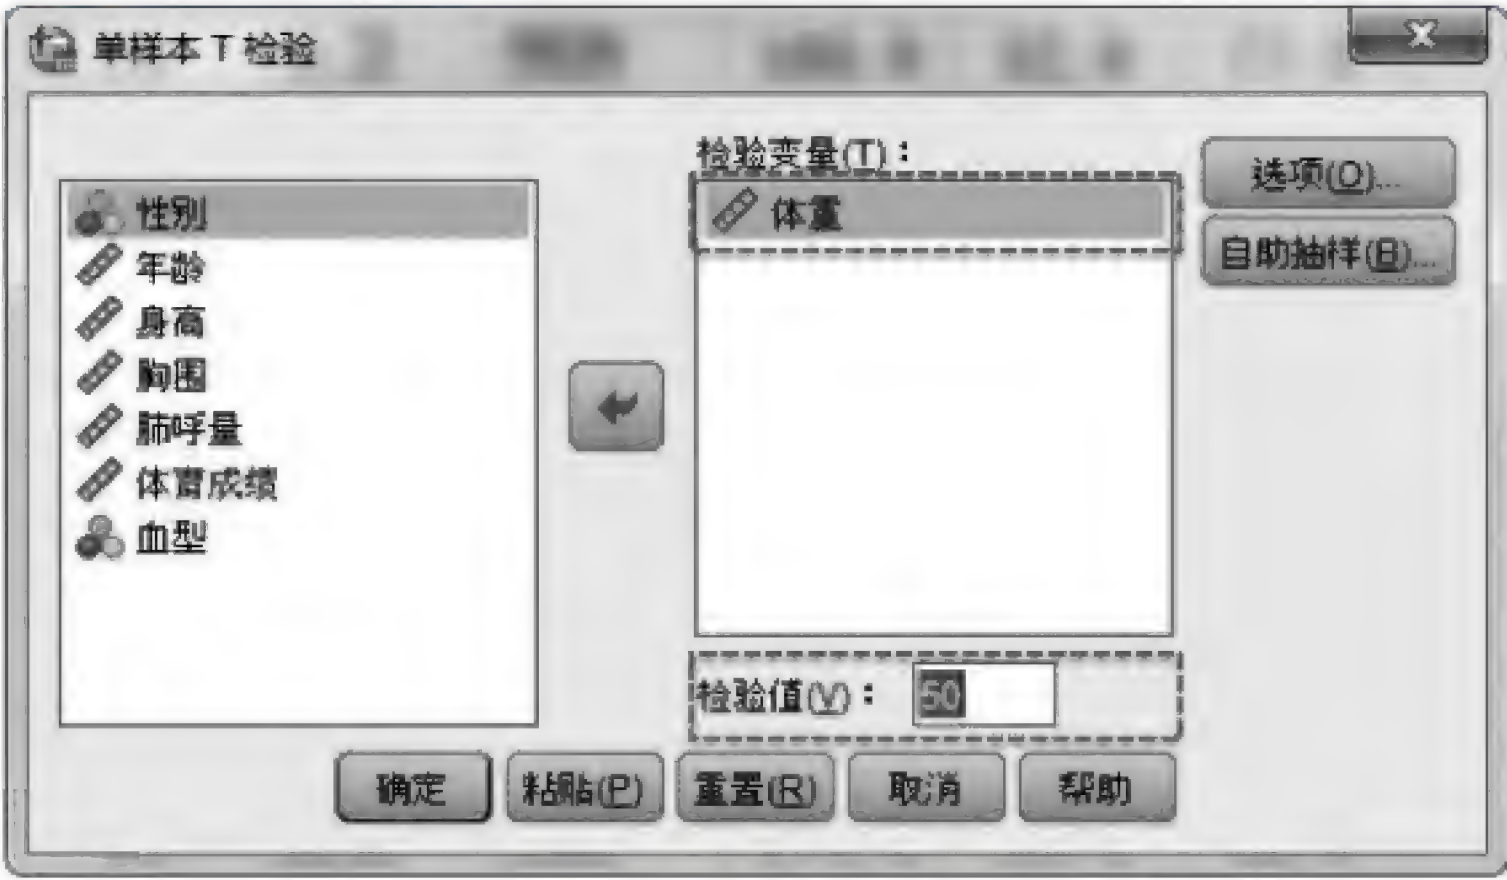 单样本 T 检验
检验变量(T)：
性别
年龄
身高
胸围
肺呼量
体育成绩
血型
体重
选项(O)...
自助抽样(B)...
检验值(V)：
50
确定
粘贴(P)
重置(R)
取消
帮助